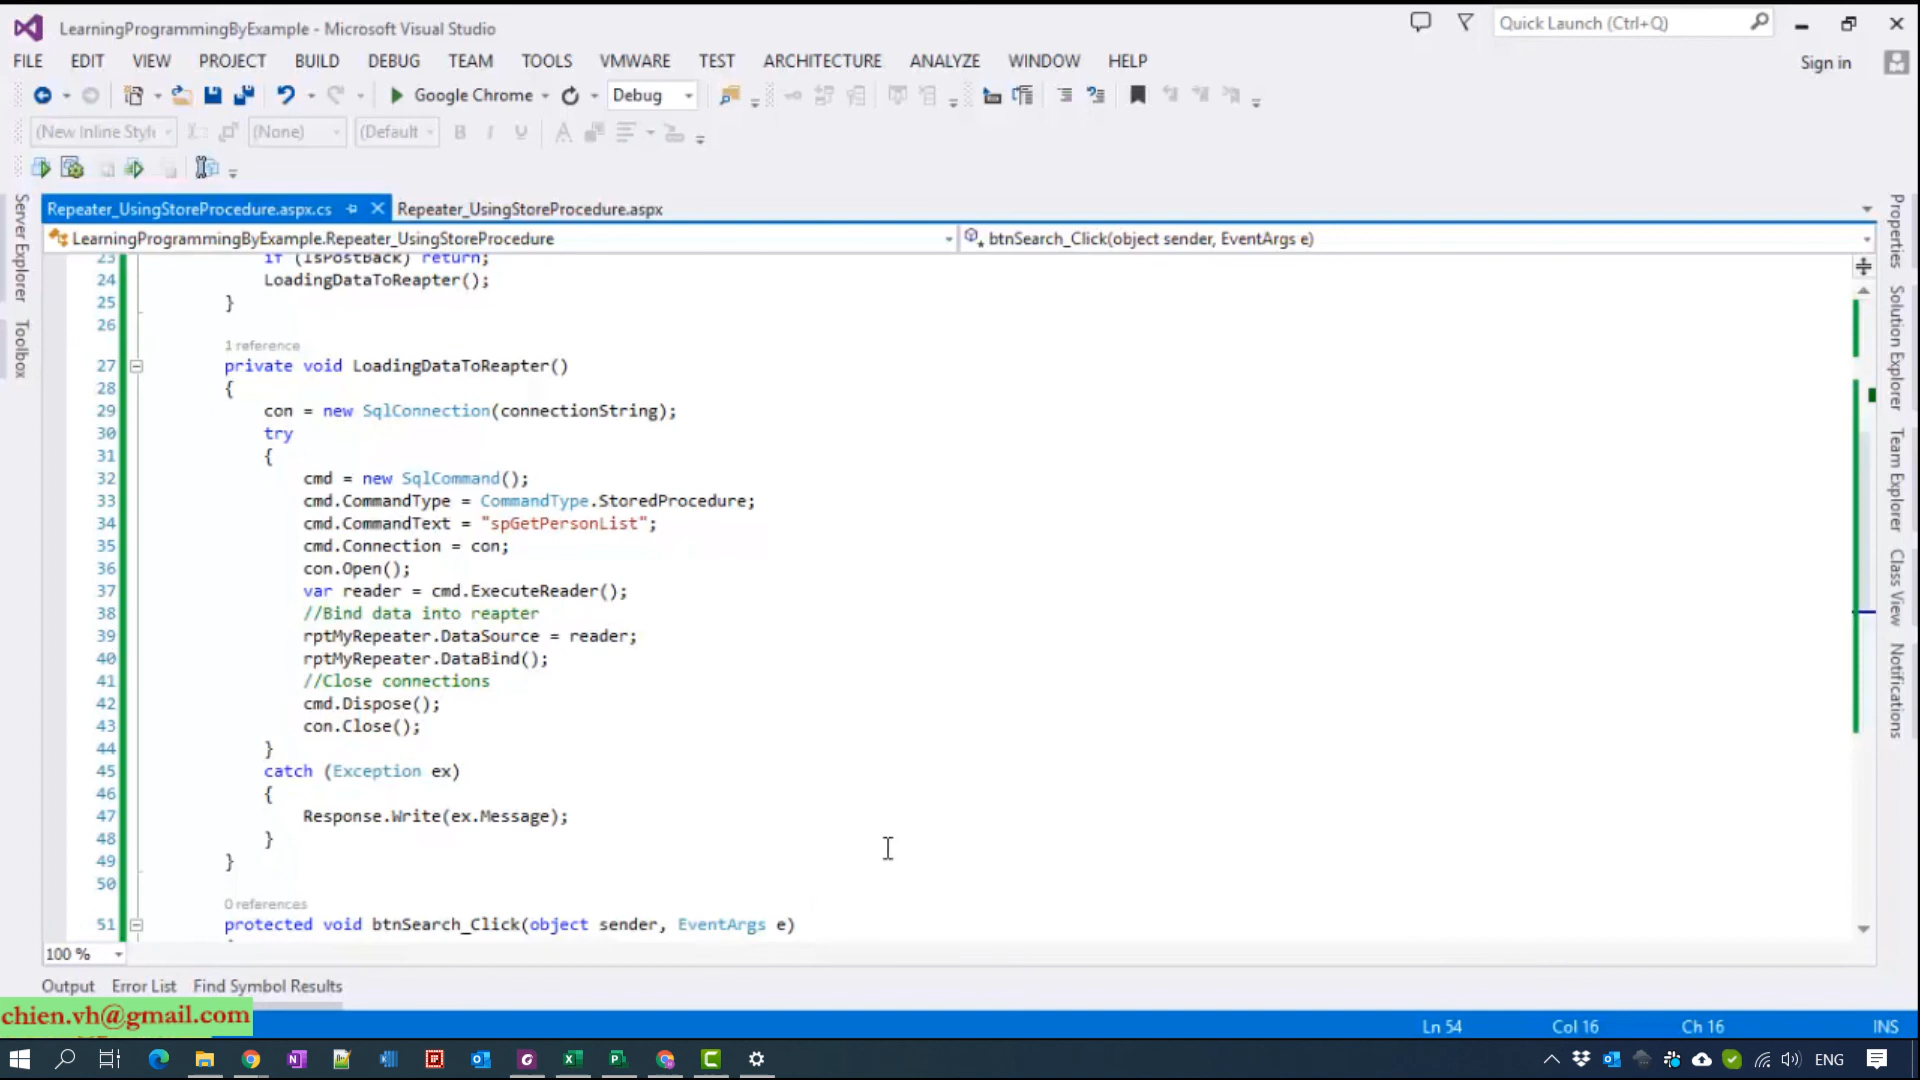 LearningProgrammingByExample - Microsoft Visual Studio
Quick Launch (Ctrl+Q)
FILE EDIT VIEW PROJECT BUILD DEBUG TEAM TOOLS VMWARE TEST ARCHITECTURE ANALYZE WINDOW HELP
Sign in
Google Chrome Debug
(New Inline Style (None) (Default B I U A
Repeater_UsingStoreProcedure.aspx.cs Repeater_UsingStoreProcedure.aspx
LearningProgrammingByExample.Repeater_UsingStoreProcedure btnSearch_Click(object sender, EventArgs e)
Server Explorer
Toolbox
23 if (IsPostBack) return;
24 LoadingDataToReapter();
25 }
26
1 reference
27 private void LoadingDataToReapter()
28 {
29 con = new SqlConnection(connectionString);
30 try
31 {
32 cmd = new SqlCommand();
33 cmd.CommandType = CommandType.StoredProcedure;
34 cmd.CommandText = "spGetPersonList";
35 cmd.Connection = con;
36 con.Open();
37 var reader = cmd.ExecuteReader();
38 //Bind data into reapter
39 rptMyRepeater.DataSource = reader;
40 rptMyRepeater.DataBind();
41 //Close connections
42 cmd.Dispose();
43 con.Close();
44 }
45 catch (Exception ex)
46 {
47 Response.Write(ex.Message);
48 }
49 }
50
0 references
51 protected void btnSearch_Click(object sender, EventArgs e)
Properties
Solution Explorer
Team Explorer
Class View
Notifications
100 %
Output Error List Find Symbol Results
chien.vh@gmail.com
Ln 54 Col 16 Ch 16 INS
ENG